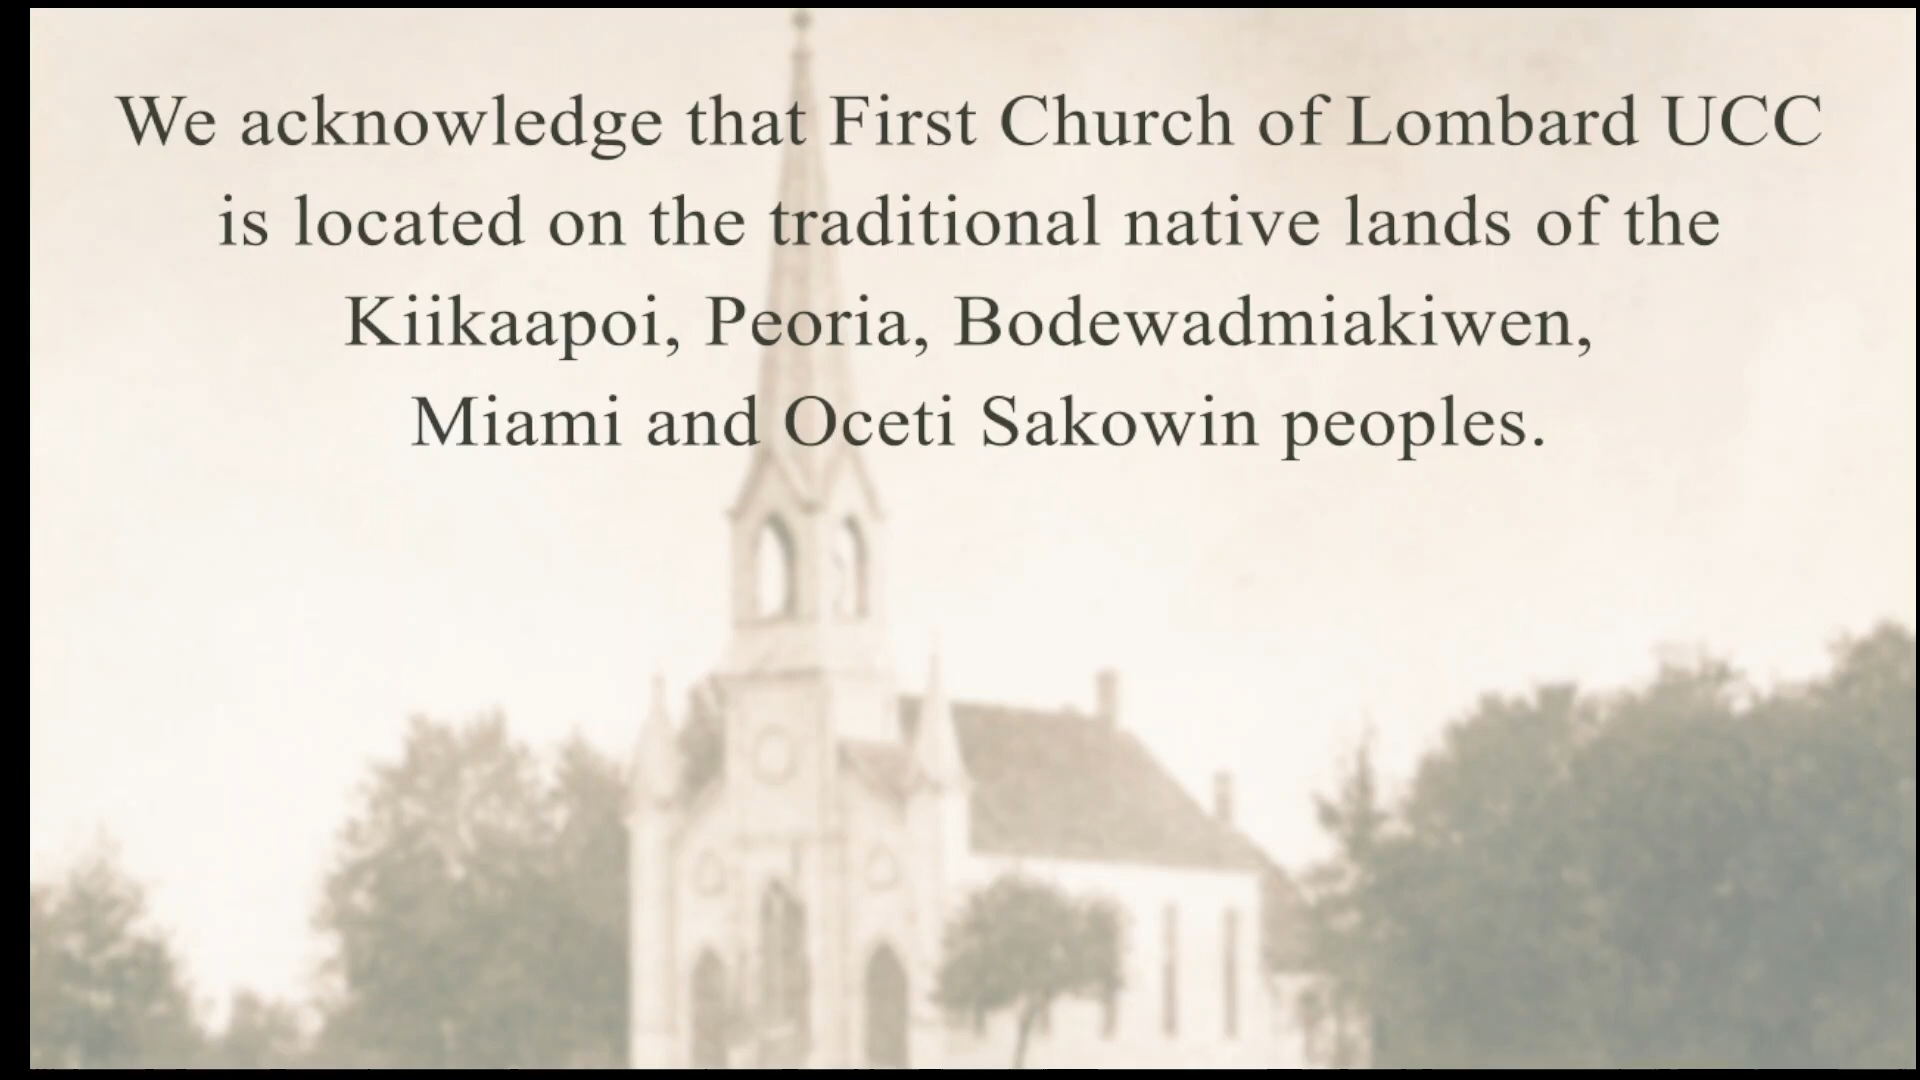 We acknowledge that First Church of Lombard UCC
is located on the traditional native lands of the
Kiikaapoi, Peoria, Bodewadmiakiwen,
Miami and Oceti Sakowin peoples.